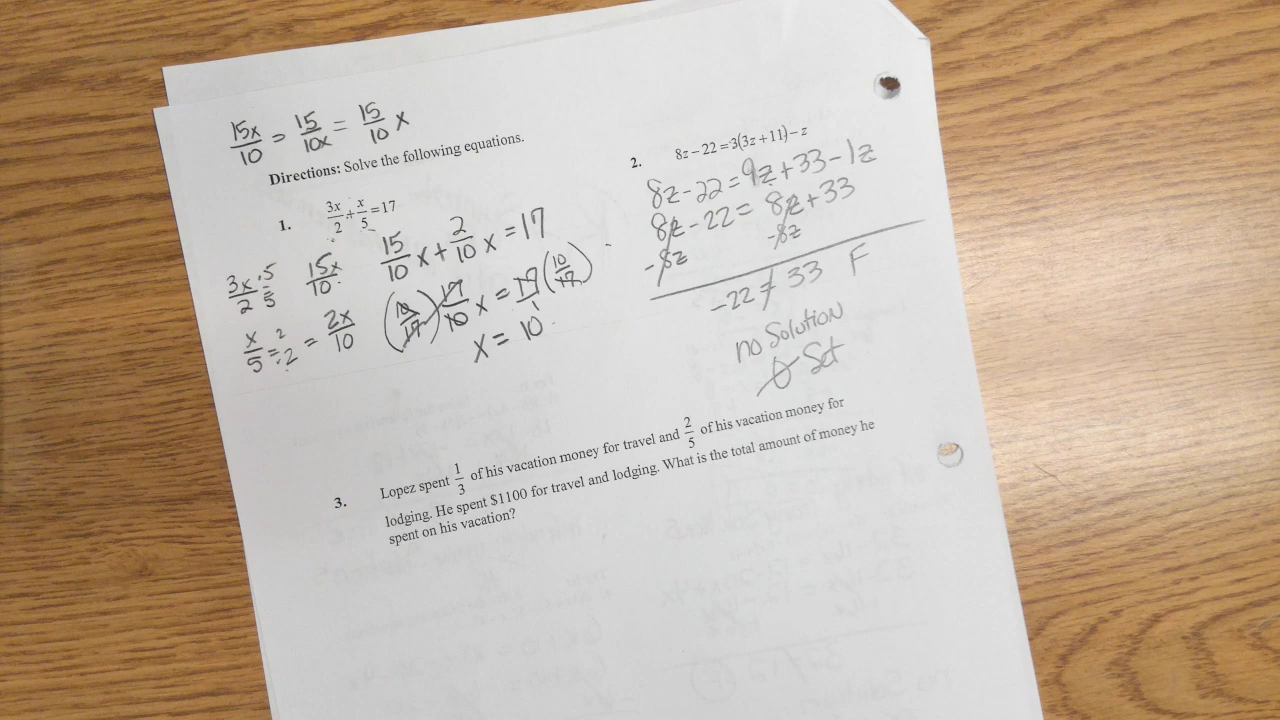 15x/10 = 15/10x = 15/10 x
Directions: Solve the following equations.
1. 3x/2 + x/5 = 17
3x/2 · 5/5 15x/10
15/10 x + 2/10 x = 17
(10/17) 17/10 x = 17/1 (10/17)
x/5 = ·2/·2 = 2x/10
x = 10
2. 8z − 22 = 3(3z + 11) − z
8z - 22 = 9z + 33 - 1z
8z - 22 = 8z + 33
-8z -8z
-22 ≠ 33 F
no Solution
∅ Set
3. Lopez spent 1/3 of his vacation money for travel and 2/5 of his vacation money for
lodging. He spent $1100 for travel and lodging. What is the total amount of money he
spent on his vacation?